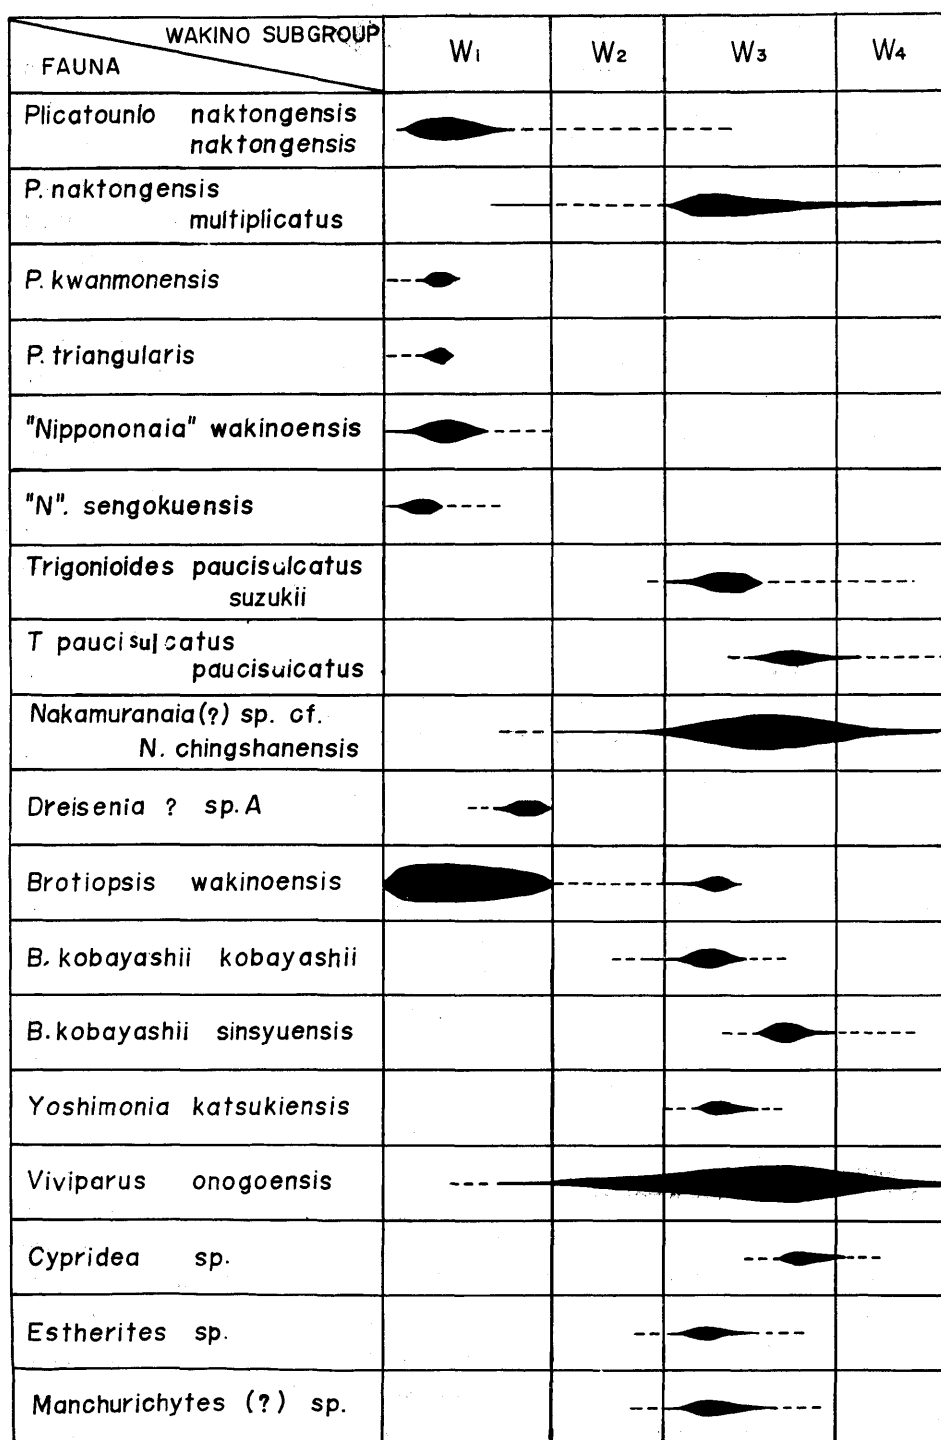 WAKINO SUBGROUP
FAUNA
W1 W2 W3 W4
Plicatounio naktongensis
naktongensis
P. naktongensis
multiplicatus
P. kwanmonensis
P. triangularis
"Nippononaia" wakinoensis
"N". sengokuensis
Trigonioides paucisulcatus
suzukii
T paucisulcatus
paucisulcatus
Nakamuranaia (?) sp. cf.
N. chingshanensis
Dreisenia ? sp. A
Brotiopsis wakinoensis
B. kobayashii kobayashii
B. kobayashii sinsyuensis
Yoshimonia katsukiensis
Viviparus onogoensis
Cypridea sp.
Estherites sp.
Manchurichytes (?) sp.